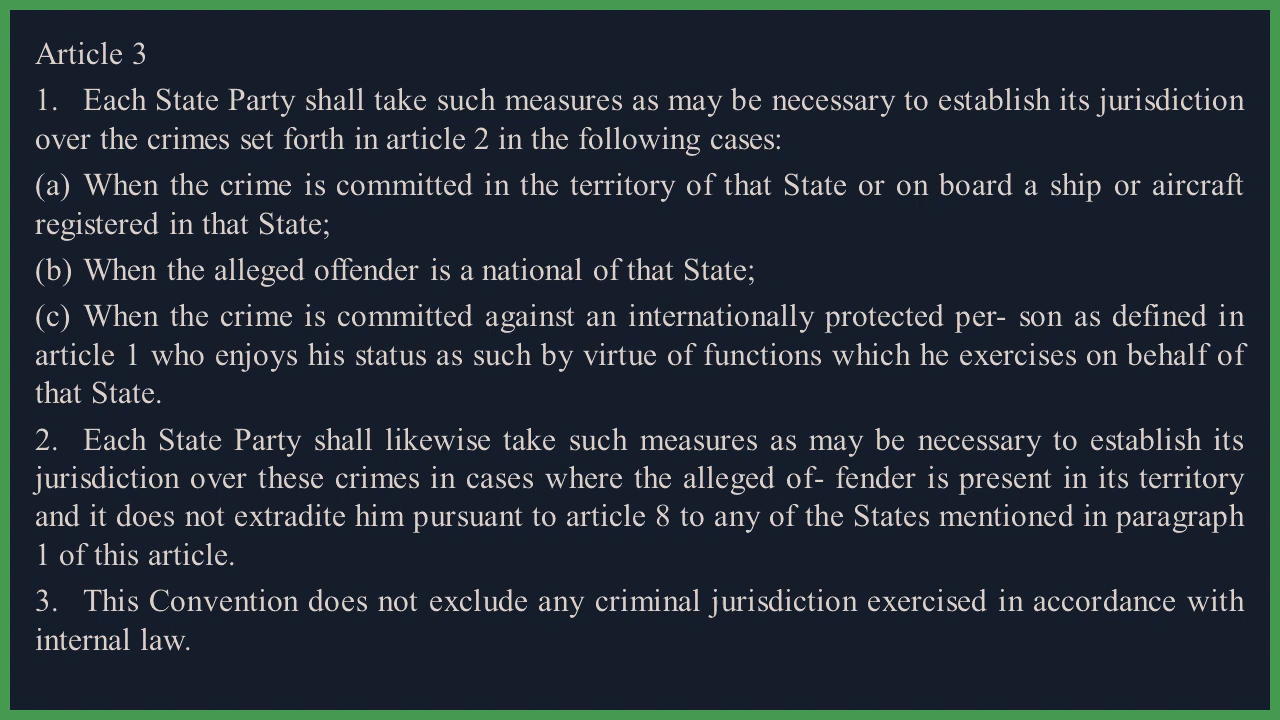 Article 3
1. Each State Party shall take such measures as may be necessary to establish its jurisdiction
over the crimes set forth in article 2 in the following cases:
(a) When the crime is committed in the territory of that State or on board a ship or aircraft
registered in that State;
(b) When the alleged offender is a national of that State;
(c) When the crime is committed against an internationally protected per- son as defined in
article 1 who enjoys his status as such by virtue of functions which he exercises on behalf of
that State.
2. Each State Party shall likewise take such measures as may be necessary to establish its
jurisdiction over these crimes in cases where the alleged of- fender is present in its territory
and it does not extradite him pursuant to article 8 to any of the States mentioned in paragraph
1 of this article.
3. This Convention does not exclude any criminal jurisdiction exercised in accordance with
internal law.